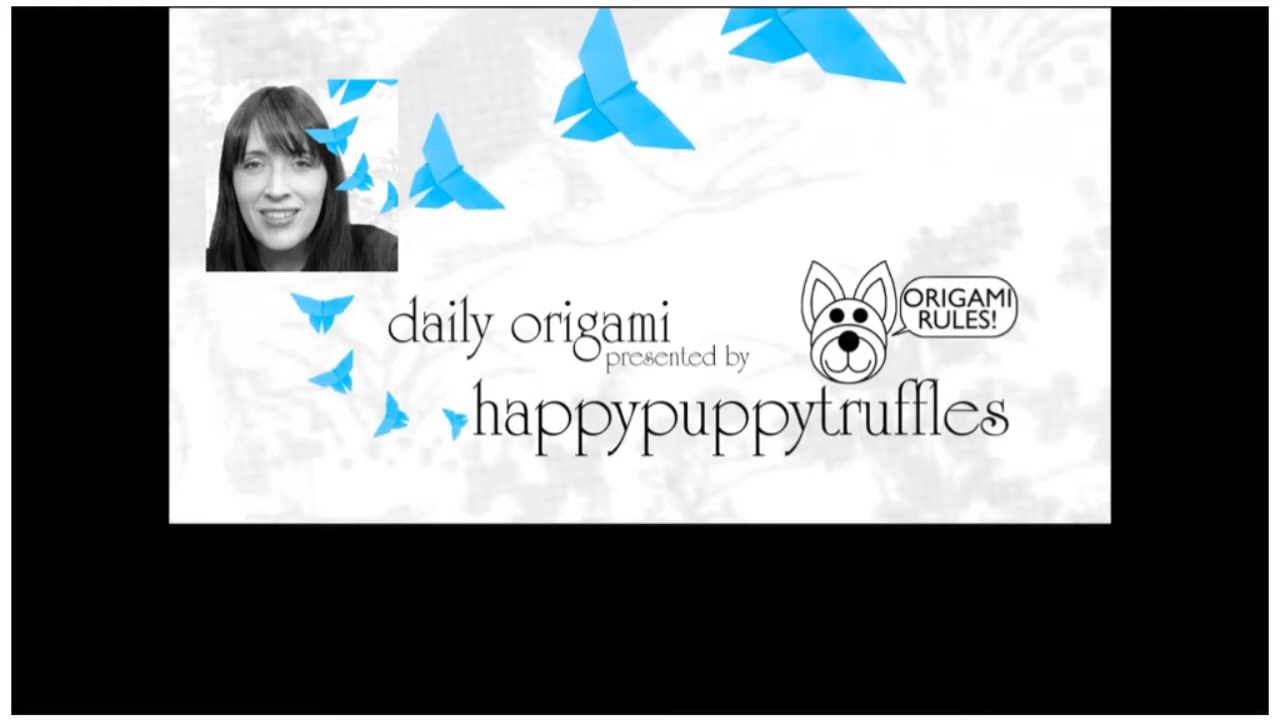 daily origami
presented by
ORIGAMI
RULES!
happypuppytruffles